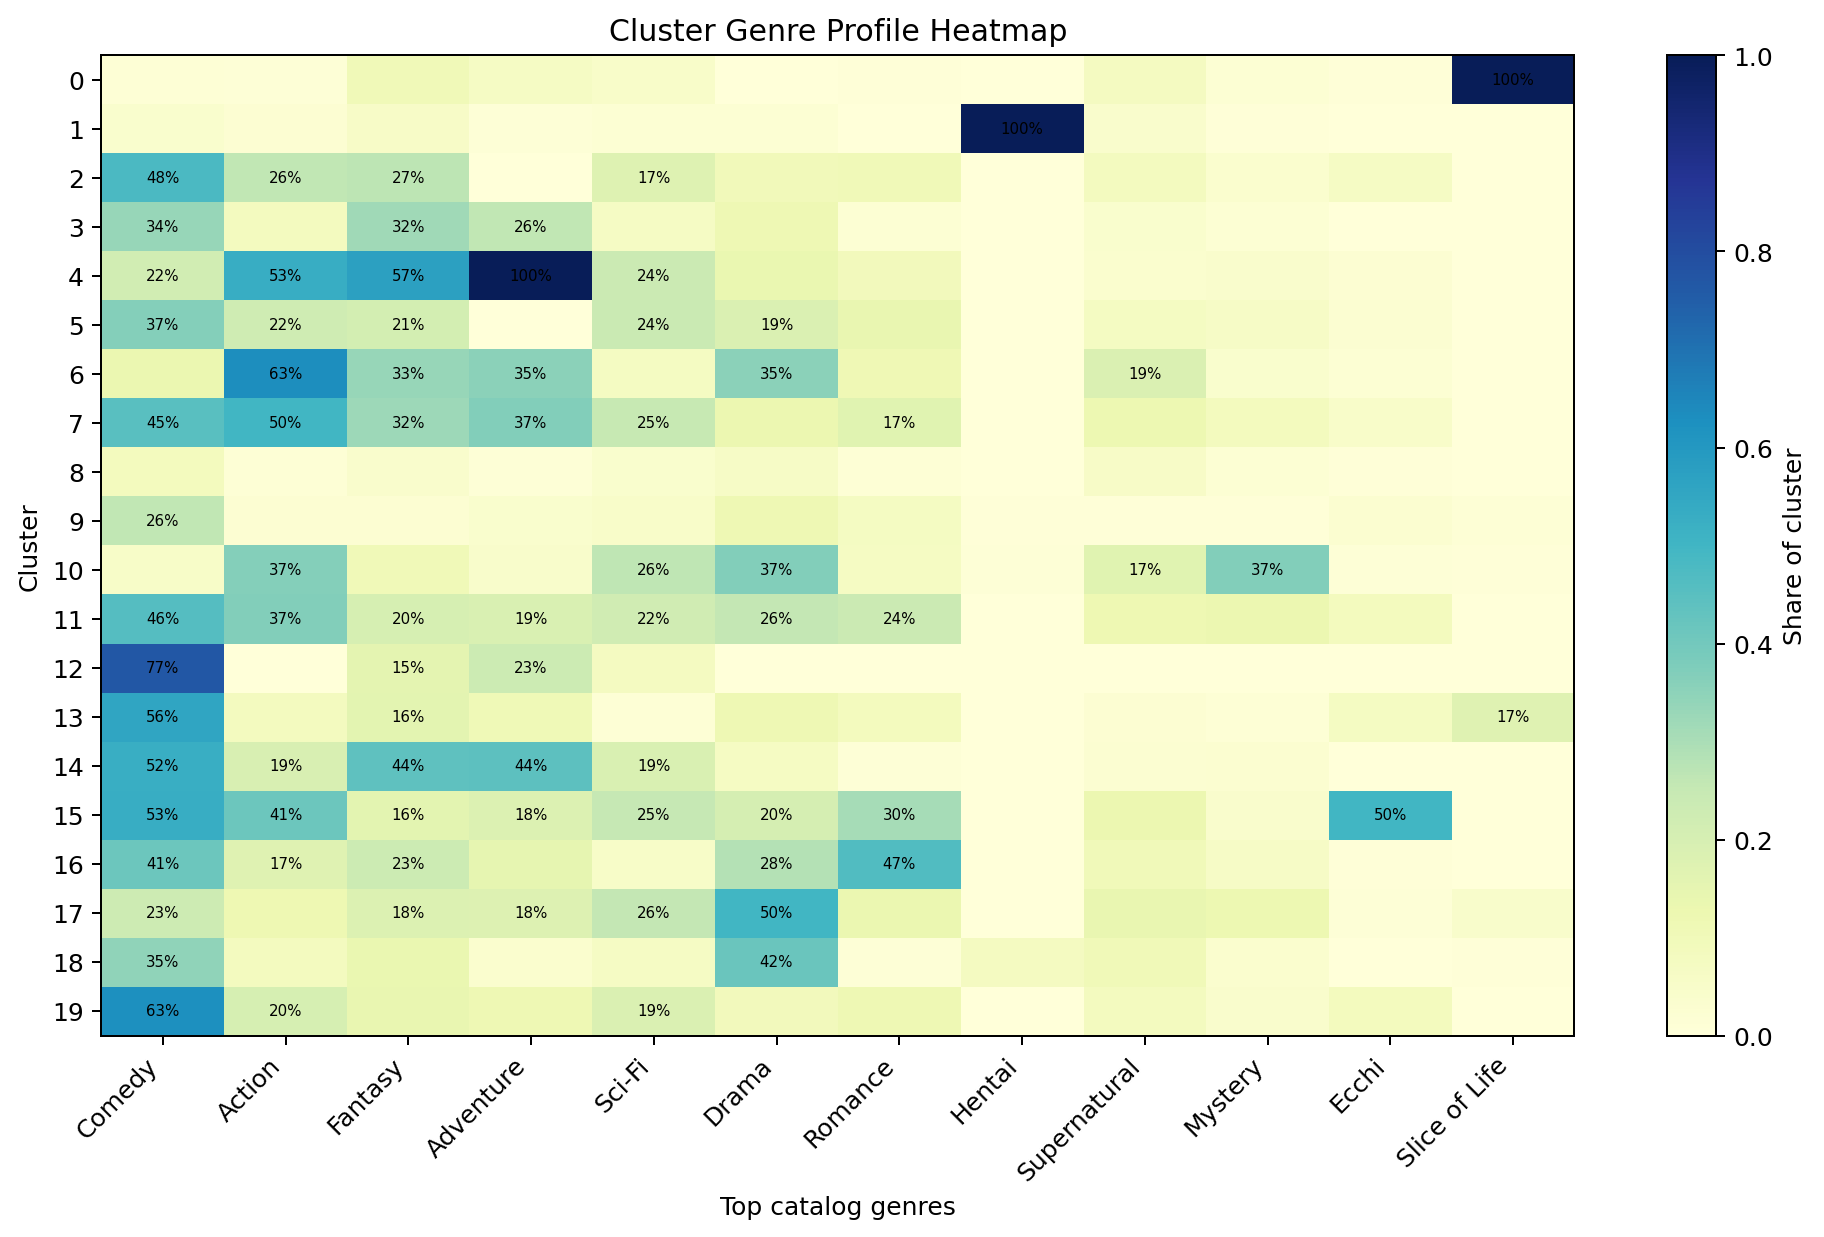 Cluster Genre Profile Heatmap
0 100%
1 100%
2 48% 26% 27% 17%
3 34% 32% 26%
4 22% 53% 57% 100% 24%
5 37% 22% 21% 24% 19%
6 63% 33% 35% 35% 19%
7 45% 50% 32% 37% 25% 17%
8
9 26%
10 37% 26% 37% 17% 37%
11 46% 37% 20% 19% 22% 26% 24%
12 77% 15% 23%
13 56% 16% 17%
14 52% 19% 44% 44% 19%
15 53% 41% 16% 18% 25% 20% 30% 50%
16 41% 17% 23% 28% 47%
17 23% 18% 18% 26% 50%
18 35% 42%
19 63% 20% 19%
Cluster
Comedy Action Fantasy Adventure Sci-Fi Drama Romance Hentai Supernatural Mystery Ecchi Slice of Life
Top catalog genres
1.0
0.8
0.6
0.4
0.2
0.0
Share of cluster